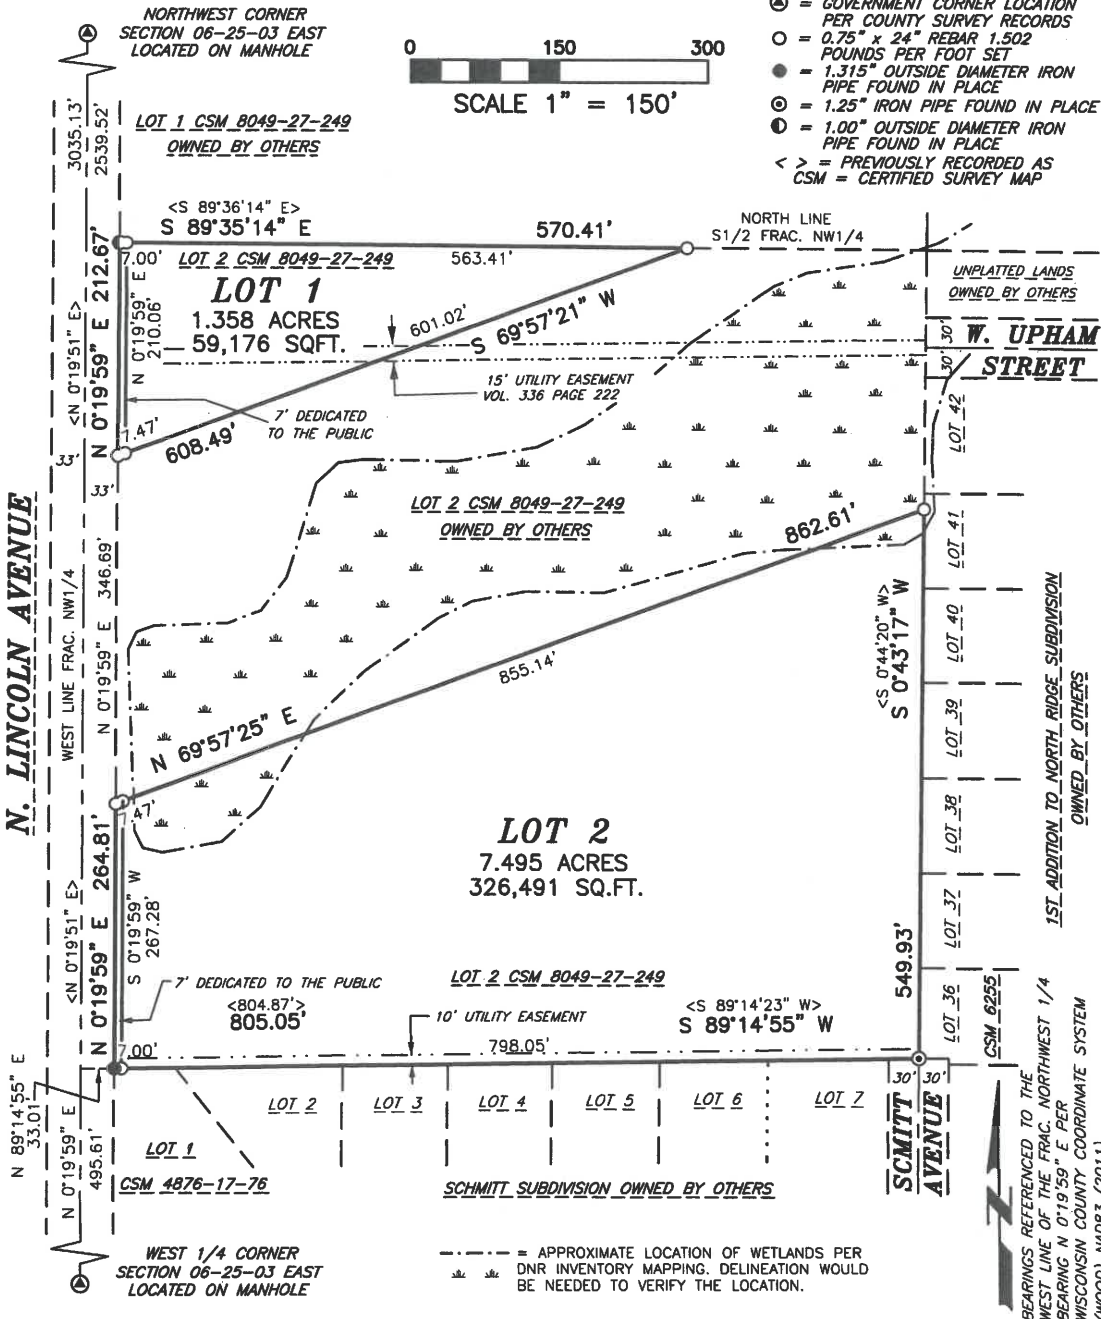 NORTHWEST CORNER
SECTION 06-25-03 EAST
LOCATED ON MANHOLE
0 150 300
SCALE 1" = 150'
= GOVERNMENT CORNER LOCATION
PER COUNTY SURVEY RECORDS
= 0.75" x 24" REBAR 1.502
POUNDS PER FOOT SET
= 1.315" OUTSIDE DIAMETER IRON
PIPE FOUND IN PLACE
= 1.25" IRON PIPE FOUND IN PLACE
= 1.00" OUTSIDE DIAMETER IRON
PIPE FOUND IN PLACE
< > = PREVIOUSLY RECORDED AS
CSM = CERTIFIED SURVEY MAP
3035.13'
2539.52'
LOT 1 CSM 8049-27-249
OWNED BY OTHERS
<S 89°36'14" E>
S 89°35'14" E
570.41'
NORTH LINE
S1/2 FRAC. NW1/4
7.00'
LOT 2 CSM 8049-27-249
563.41'
UNPLATTED LANDS
OWNED BY OTHERS
LOT 1
1.358 ACRES
59,176 SQFT.
601.02'
S 69°57'21" W
<N 0°19'51" E>
N 0°19'59" E 212.67'
N 0°19'59" E
210.06'
30' 30'
W. UPHAM
STREET
15' UTILITY EASEMENT
VOL. 336 PAGE 222
7' DEDICATED
TO THE PUBLIC
7.47'
608.49'
33'
33'
LOT 42
LOT 2 CSM 8049-27-249
OWNED BY OTHERS
862.61'
LOT 41
N. LINCOLN AVENUE
WEST LINE FRAC. NW1/4
N 0°19'59" E 346.69'
<S 0°44'20" W>
S 0°43'17" W
LOT 40
855.14'
N 69°57'25" E
LOT 39
1ST ADDITION TO NORTH RIDGE SUBDIVISION
OWNED BY OTHERS
7.47'
LOT 38
LOT 2
7.495 ACRES
326,491 SQ.FT.
<N 0°19'51" E>
N 0°19'59" E 264.81'
S 0°19'59" W
267.28'
LOT 37
549.93'
7' DEDICATED TO THE PUBLIC
LOT 2 CSM 8049-27-249
<804.87'>
805.05'
10' UTILITY EASEMENT
<S 89°14'23" W>
S 89°14'55" W
LOT 36
CSM 6255
7.00'
798.05'
N 89°14'55" E
33.01'
30' 30'
LOT 2
LOT 3
LOT 4
LOT 5
LOT 6
LOT 7
SCMITT
AVENUE
N 0°19'59" E
495.61'
LOT 1
CSM 4876-17-76
SCHMITT SUBDIVISION OWNED BY OTHERS
N
BEARINGS REFERENCED TO THE
WEST LINE OF THE FRAC. NORTHWEST 1/4
BEARING N 0°19'59" E PER
WISCONSIN COUNTY COORDINATE SYSTEM
(WOOD) NAD83 (2011)
WEST 1/4 CORNER
SECTION 06-25-03 EAST
LOCATED ON MANHOLE
= APPROXIMATE LOCATION OF WETLANDS PER
DNR INVENTORY MAPPING. DELINEATION WOULD
BE NEEDED TO VERIFY THE LOCATION.